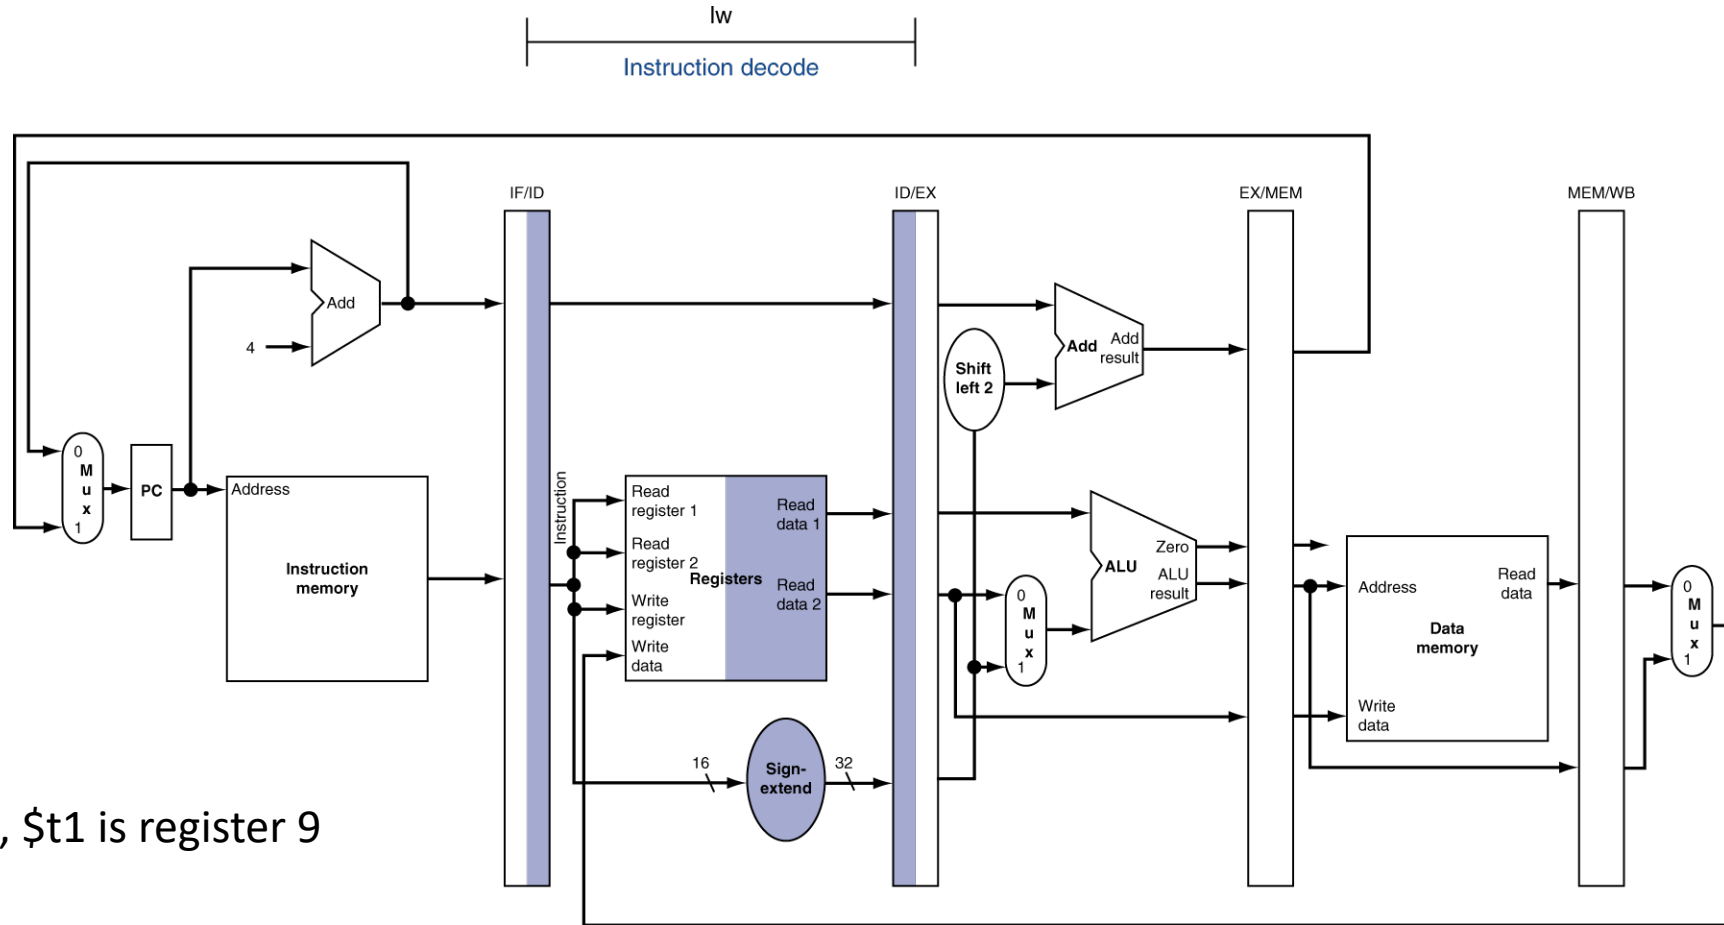 lw
Instruction decode
IF/ID
ID/EX
EX/MEM
MEM/WB
Add
4
Add
Add
result
Shift
left 2
0
M
u
x
1
PC
Address
Instruction
memory
Instruction
Read
register 1
Read
register 2
Write
register
Write
data
Registers
Read
data 1
Read
data 2
16
Sign-
extend
32
0
M
u
x
1
Zero
ALU
ALU
result
Address
Read
data
Data
memory
Write
data
0
M
u
x
1
, $t1 is register 9